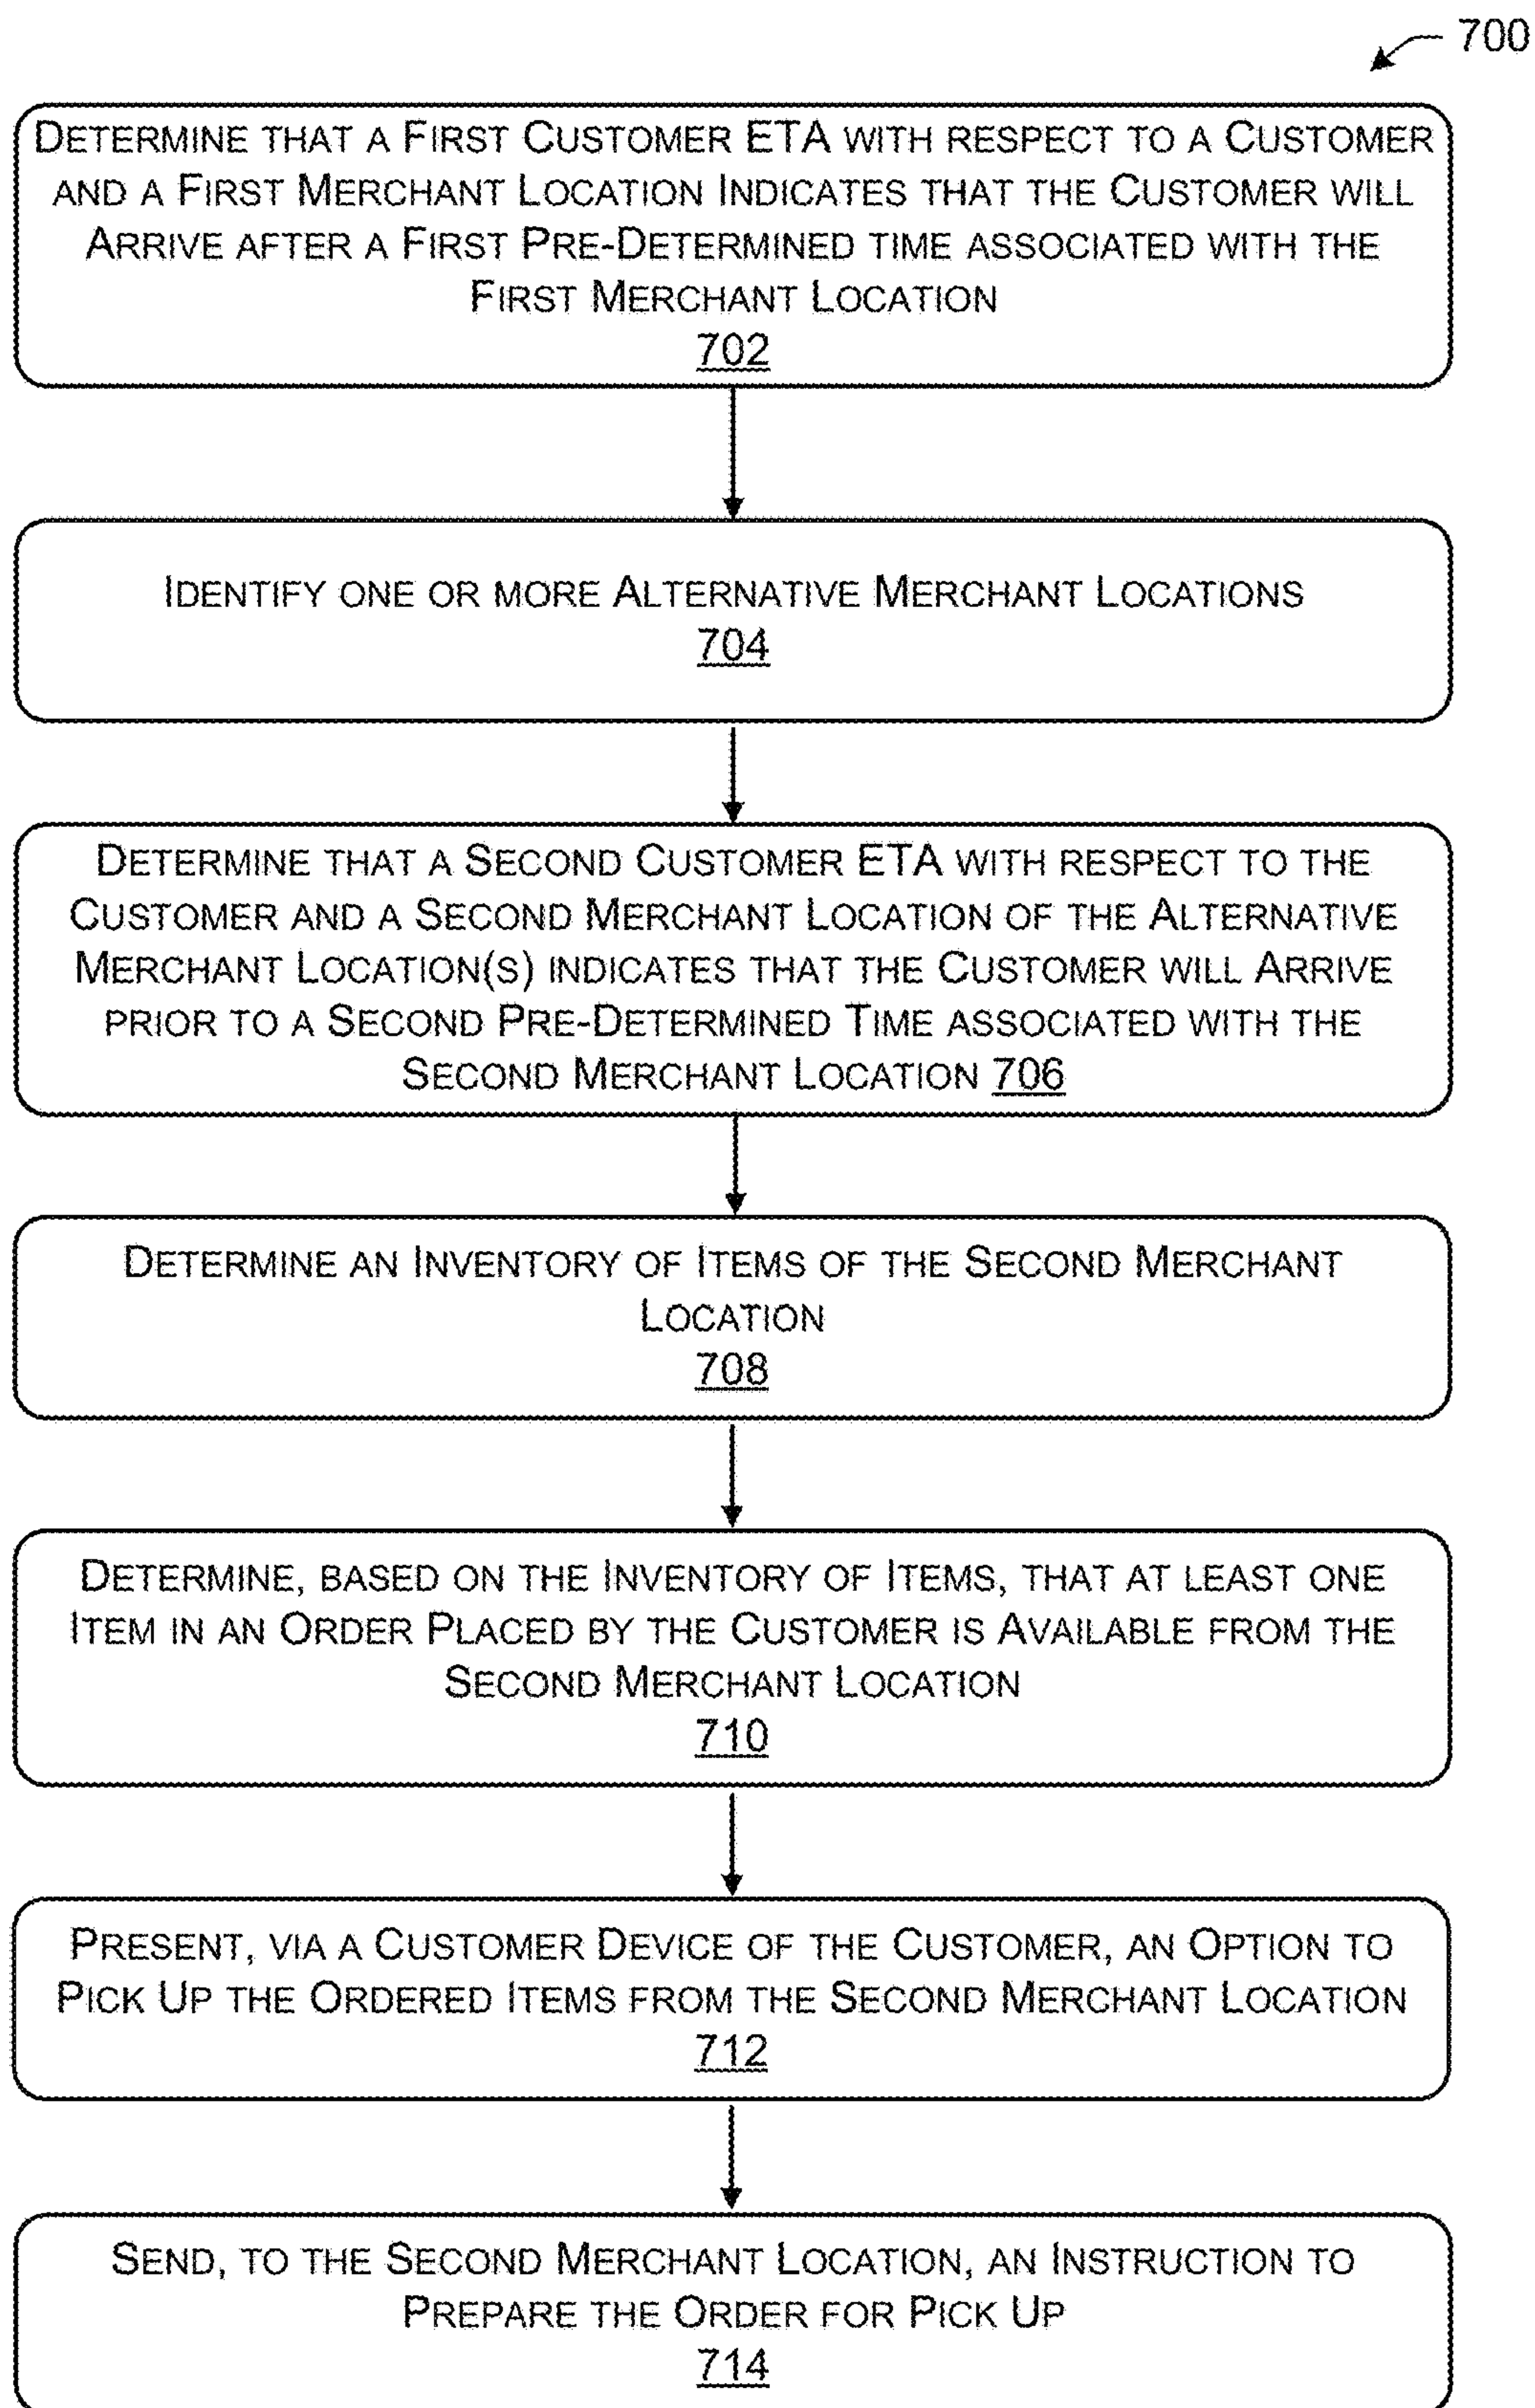 700
DETERMINE THAT A FIRST CUSTOMER ETA WITH RESPECT TO A CUSTOMER
AND A FIRST MERCHANT LOCATION INDICATES THAT THE CUSTOMER WILL
ARRIVE AFTER A FIRST PRE-DETERMINED TIME ASSOCIATED WITH THE
FIRST MERCHANT LOCATION
702
IDENTIFY ONE OR MORE ALTERNATIVE MERCHANT LOCATIONS
704
DETERMINE THAT A SECOND CUSTOMER ETA WITH RESPECT TO THE
CUSTOMER AND A SECOND MERCHANT LOCATION OF THE ALTERNATIVE
MERCHANT LOCATION(S) INDICATES THAT THE CUSTOMER WILL ARRIVE
PRIOR TO A SECOND PRE-DETERMINED TIME ASSOCIATED WITH THE
SECOND MERCHANT LOCATION 706
DETERMINE AN INVENTORY OF ITEMS OF THE SECOND MERCHANT
LOCATION
708
DETERMINE, BASED ON THE INVENTORY OF ITEMS, THAT AT LEAST ONE
ITEM IN AN ORDER PLACED BY THE CUSTOMER IS AVAILABLE FROM THE
SECOND MERCHANT LOCATION
710
PRESENT, VIA A CUSTOMER DEVICE OF THE CUSTOMER, AN OPTION TO
PICK UP THE ORDERED ITEMS FROM THE SECOND MERCHANT LOCATION
712
SEND, TO THE SECOND MERCHANT LOCATION, AN INSTRUCTION TO
PREPARE THE ORDER FOR PICK UP
714